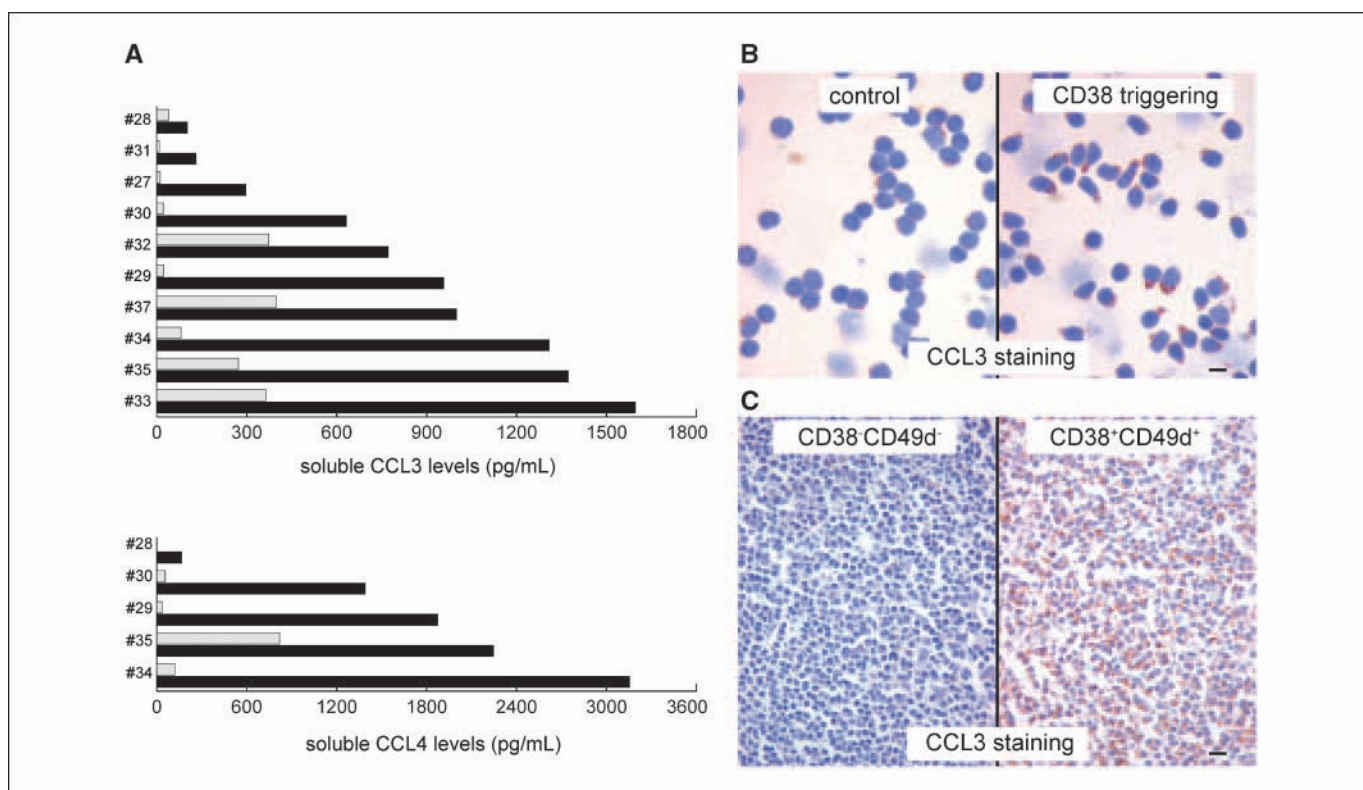 A
#28
#31
#27
#30
#32
#29
#37
#34
#35
#33
0 300 600 900 1200 1500 1800
soluble CCL3 levels (pg/mL)
#28
#30
#29
#35
#34
0 600 1200 1800 2400 3000 3600
soluble CCL4 levels (pg/mL)
B
control CD38 triggering
CCL3 staining
C
CD38⁻CD49d⁻ CD38⁺CD49d⁺
CCL3 staining